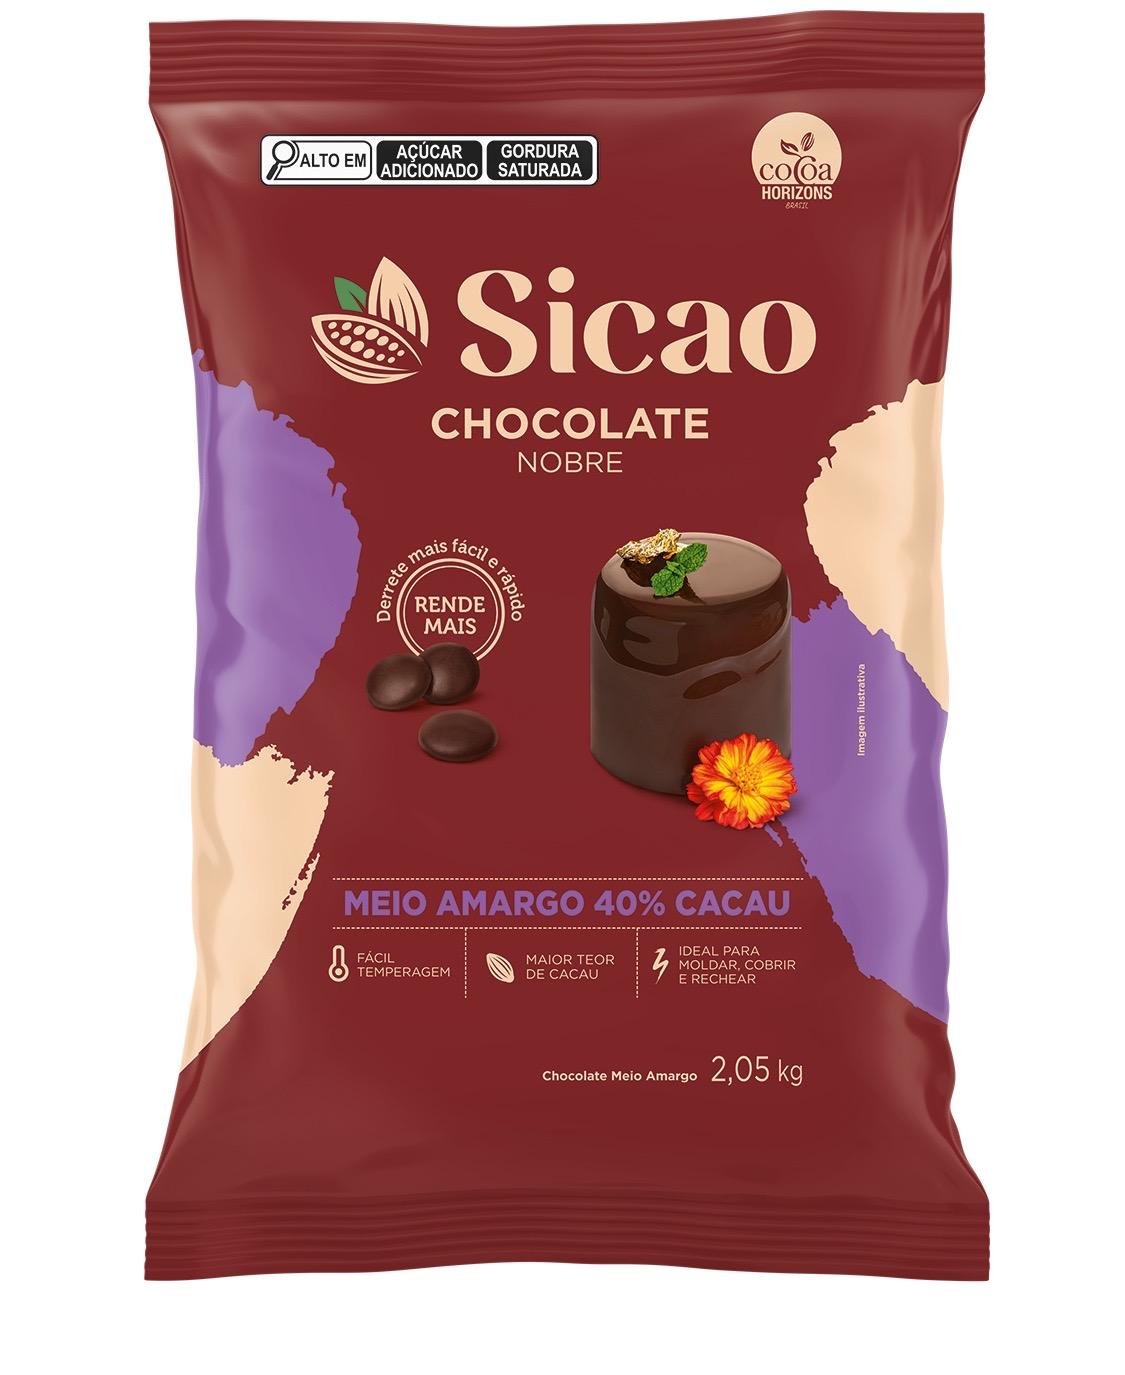 ALTO EM
AÇÚCAR
ADICIONADO
GORDURA
SATURADA
cocoa
HORIZONS
BRASIL
Sicao
CHOCOLATE
NOBRE
Derrete mais fácil e rápido
RENDE
MAIS
Imagem ilustrativa
MEIO AMARGO 40% CACAU
FÁCIL
TEMPERAGEM
MAIOR TEOR
DE CACAU
IDEAL PARA
MOLDAR, COBRIR
E RECHEAR
Chocolate Meio Amargo 2,05 kg